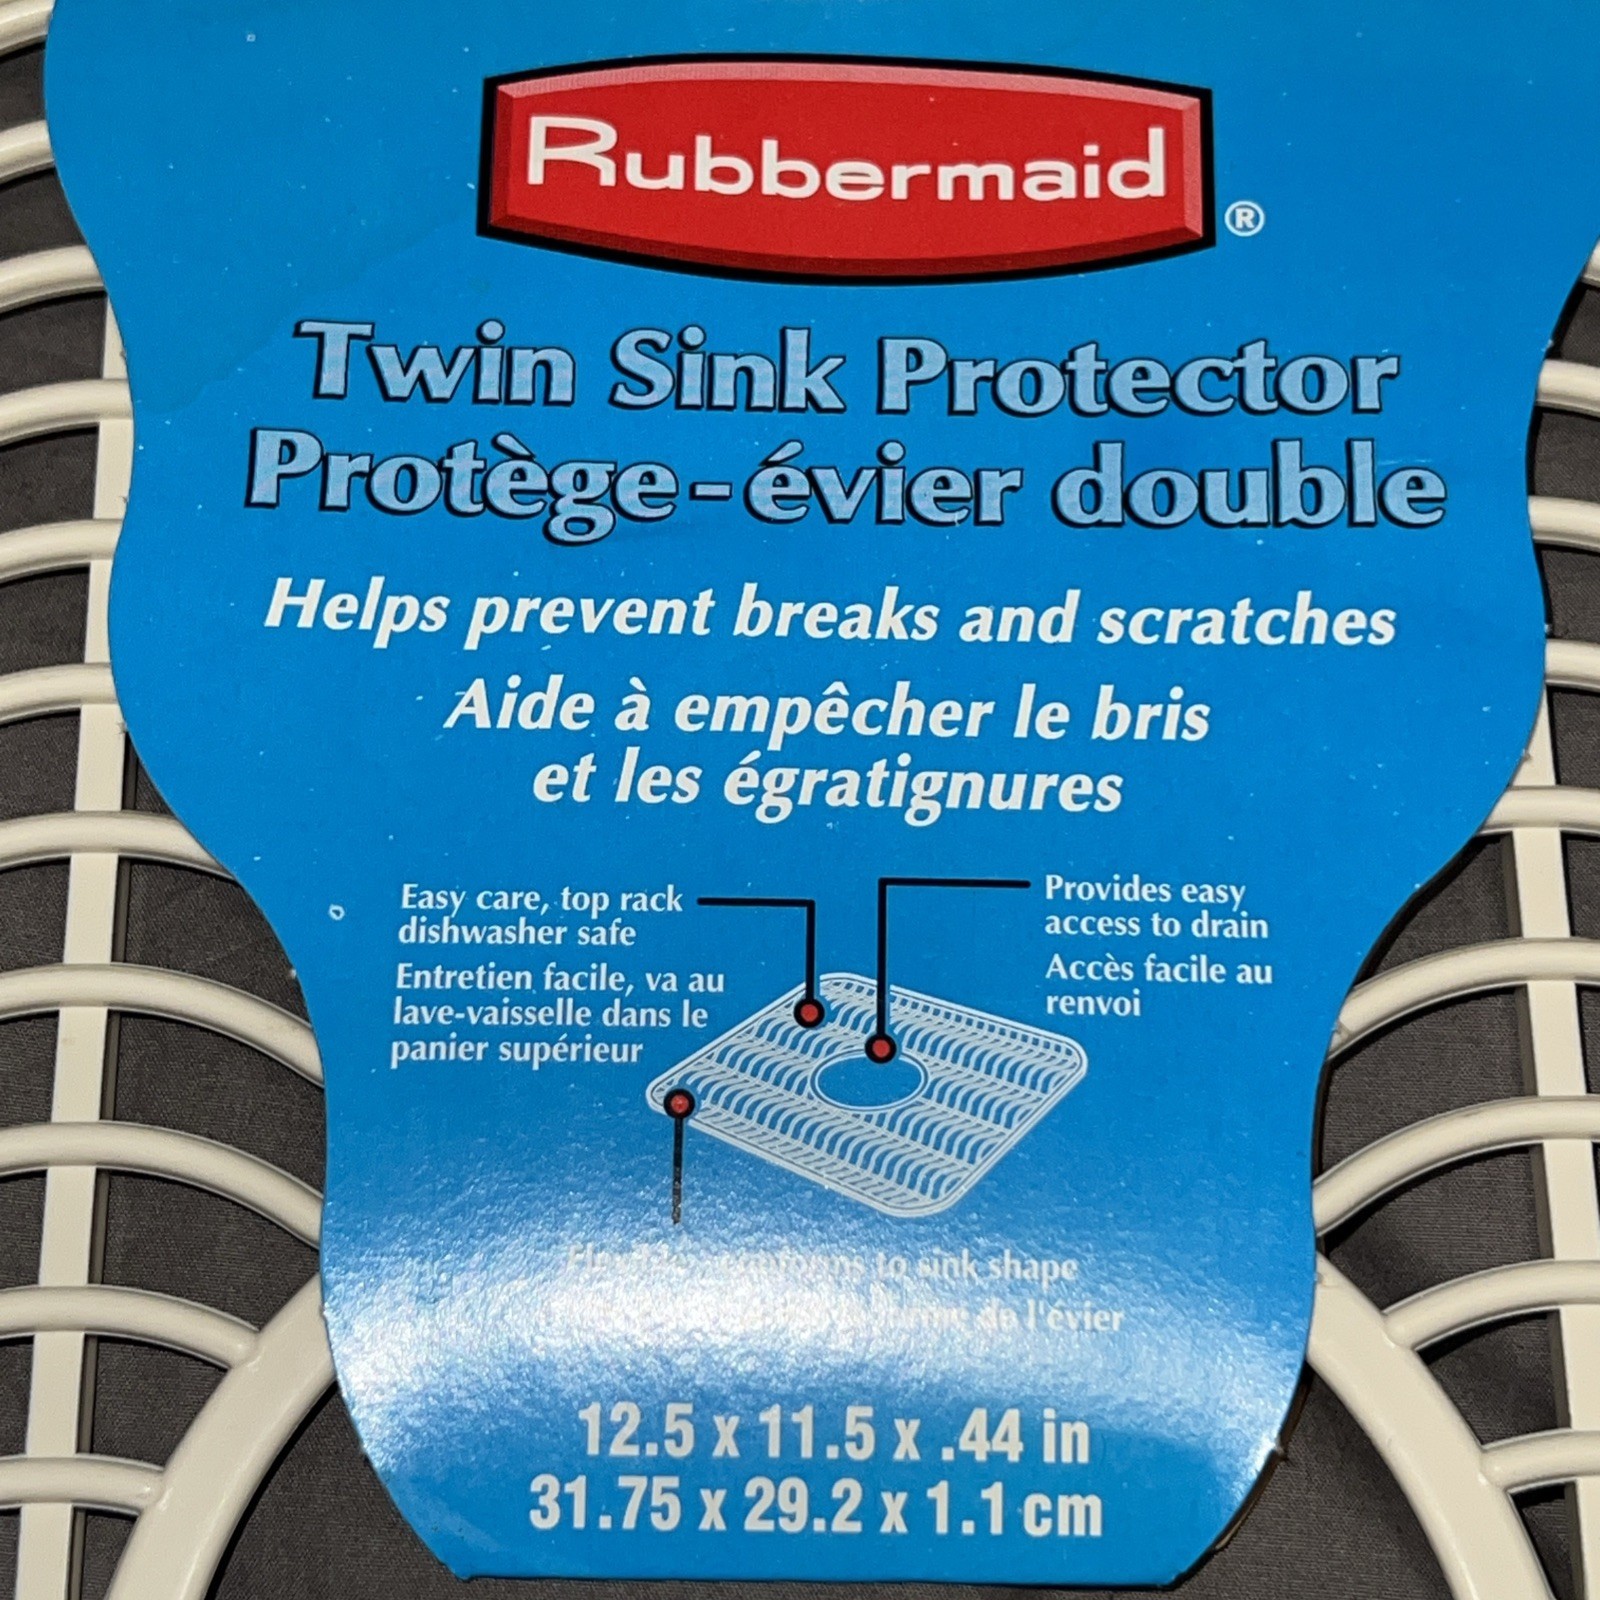 Rubbermaid®
Twin Sink Protector
Protège-évier double
Helps prevent breaks and scratches
Aide à empêcher le bris
et les égratignures
Easy care, top rack
dishwasher safe
Entretien facile, va au
lave-vaisselle dans le
panier supérieur
Provides easy
access to drain
Accès facile au
renvoi
conforms to sink shape
forme de l'évier
12.5 x 11.5 x .44 in
31.75 x 29.2 x 1.1 cm